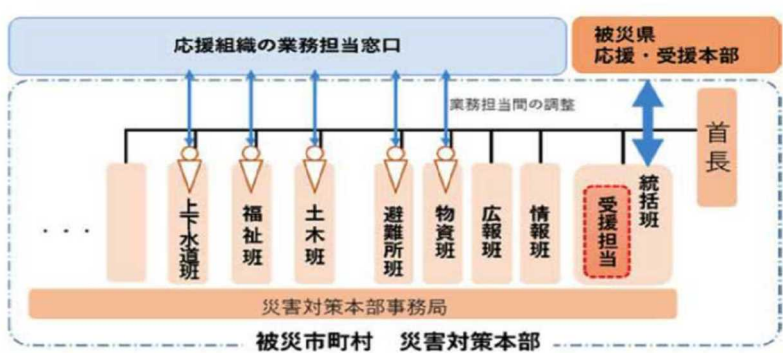 応援組織の業務担当窓口
被災県
応援・受援本部
業務担当間の調整
首長
・・・
上下水道班
福祉班
土木班
避難所班
物資班
広報班
情報班
受援担当
統括班
災害対策本部事務局
被災市町村 災害対策本部